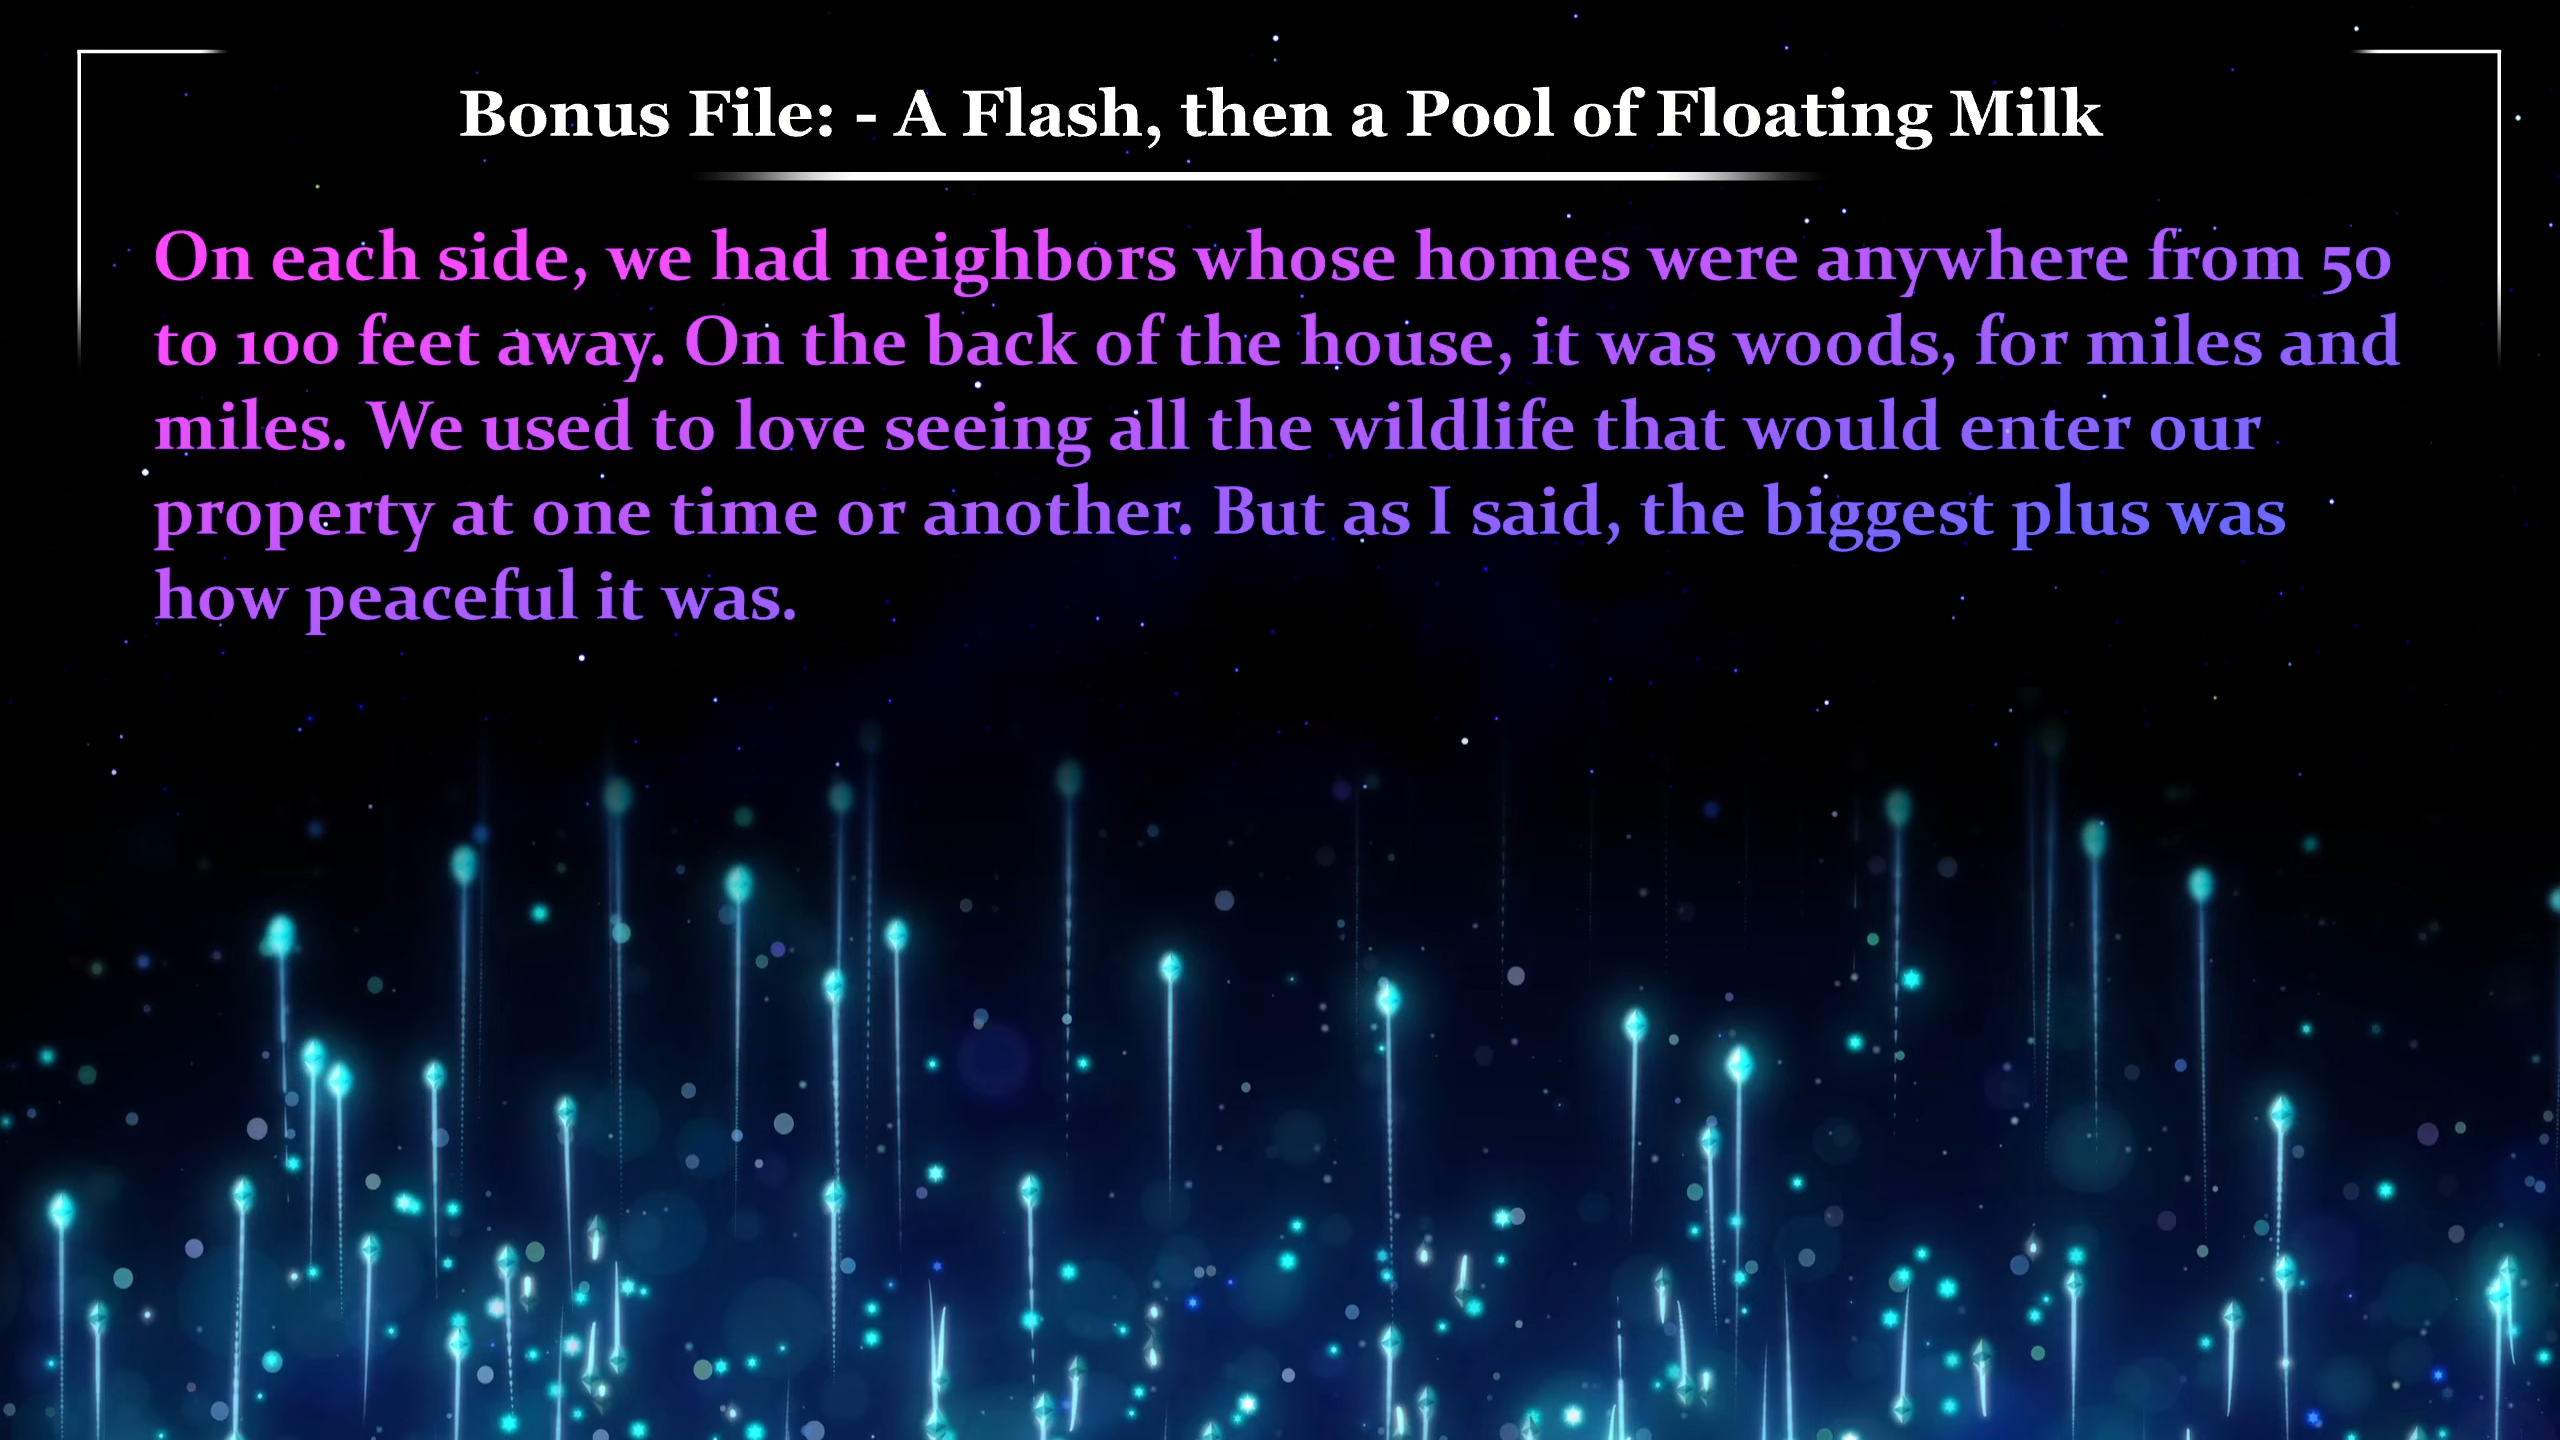 Bonus File: - A Flash, then a Pool of Floating Milk
On each side, we had neighbors whose homes were anywhere from 50
to 100 feet away. On the back of the house, it was woods, for miles and
miles. We used to love seeing all the wildlife that would enter our
property at one time or another. But as I said, the biggest plus was
how peaceful it was.